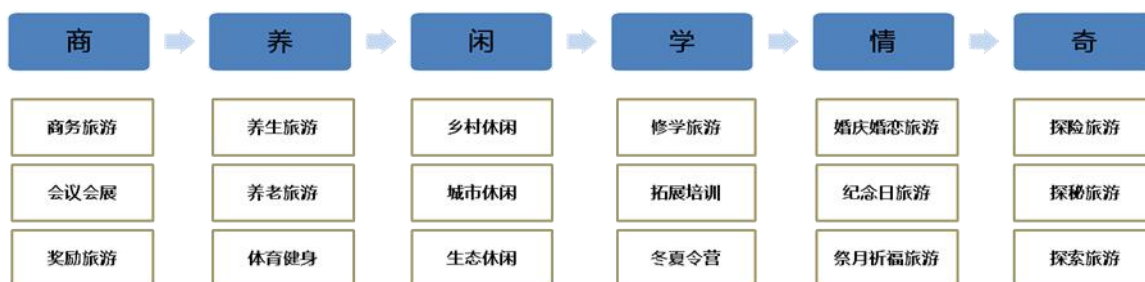 商 养 闲 学 情 奇
商务旅游 养生旅游 乡村休闲 修学旅游 婚庆婚恋旅游 探险旅游
会议会展 养老旅游 城市休闲 拓展培训 纪念日旅游 探秘旅游
奖励旅游 体育健身 生态休闲 冬夏令营 祭月祈福旅游 探索旅游